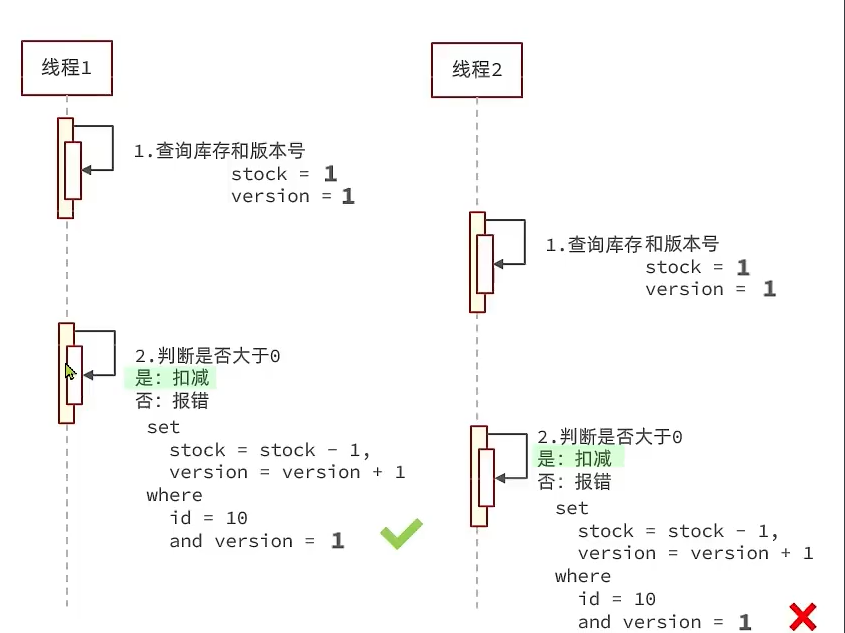 线程1
1.查询库存和版本号
stock = 1
version = 1
2.判断是否大于0
是: 扣减
否: 报错
set
stock = stock - 1,
version = version + 1
where
id = 10
and version = 1
线程2
1.查询库存和版本号
stock = 1
version = 1
2.判断是否大于0
是: 扣减
否: 报错
set
stock = stock - 1,
version = version + 1
where
id = 10
and version = 1